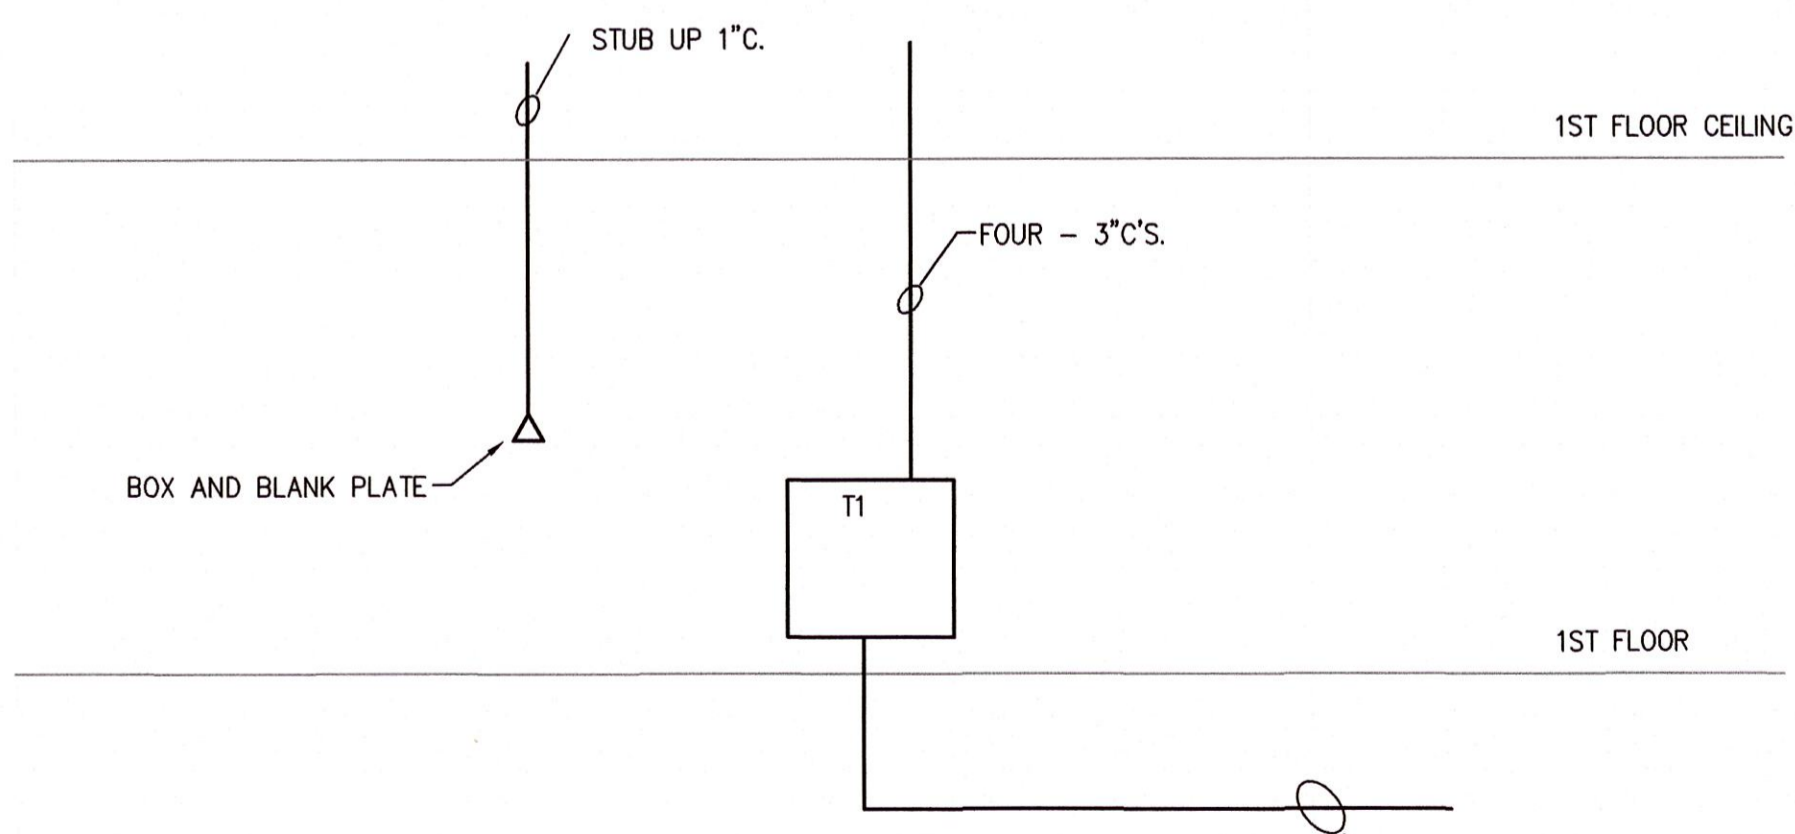 STUB UP 1"C.
1ST FLOOR CEILING
FOUR - 3"C'S.
BOX AND BLANK PLATE
T1
1ST FLOOR